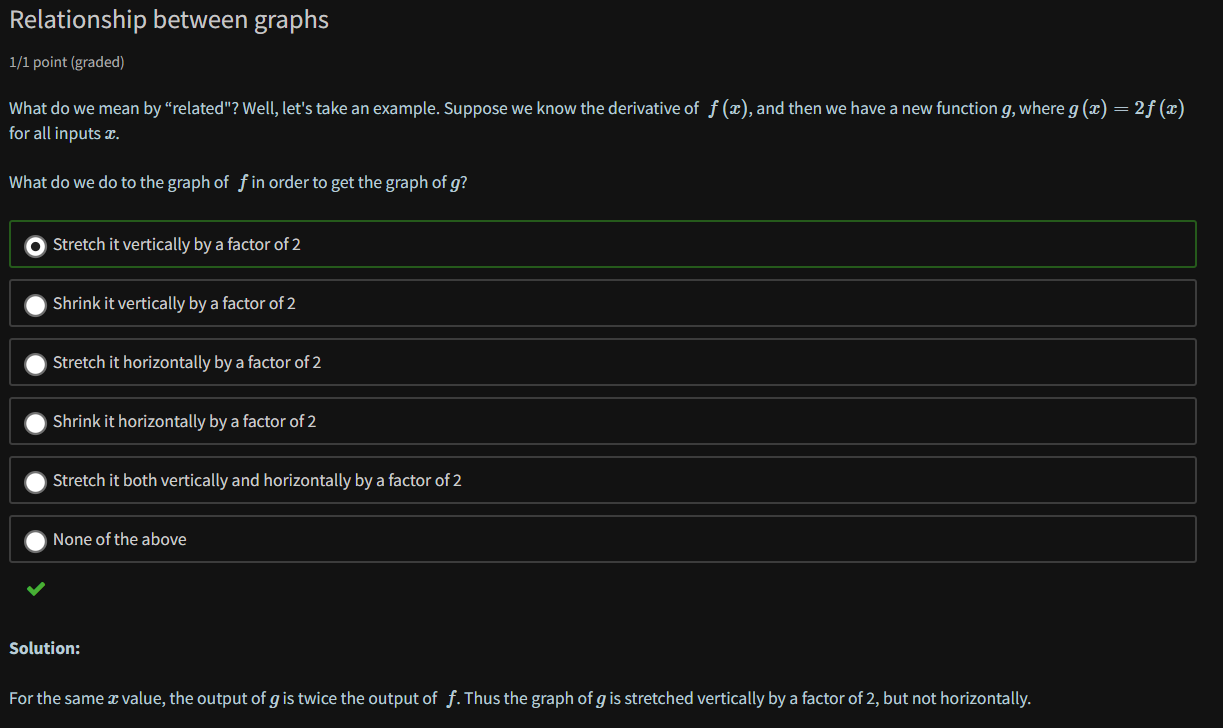 Relationship between graphs
1/1 point (graded)
What do we mean by “related"? Well, let's take an example. Suppose we know the derivative of f (x), and then we have a new function g, where g (x) = 2f (x)
for all inputs x.
What do we do to the graph of f in order to get the graph of g?
Stretch it vertically by a factor of 2
Shrink it vertically by a factor of 2
Stretch it horizontally by a factor of 2
Shrink it horizontally by a factor of 2
Stretch it both vertically and horizontally by a factor of 2
None of the above
Solution:
For the same x value, the output of g is twice the output of f. Thus the graph of g is stretched vertically by a factor of 2, but not horizontally.